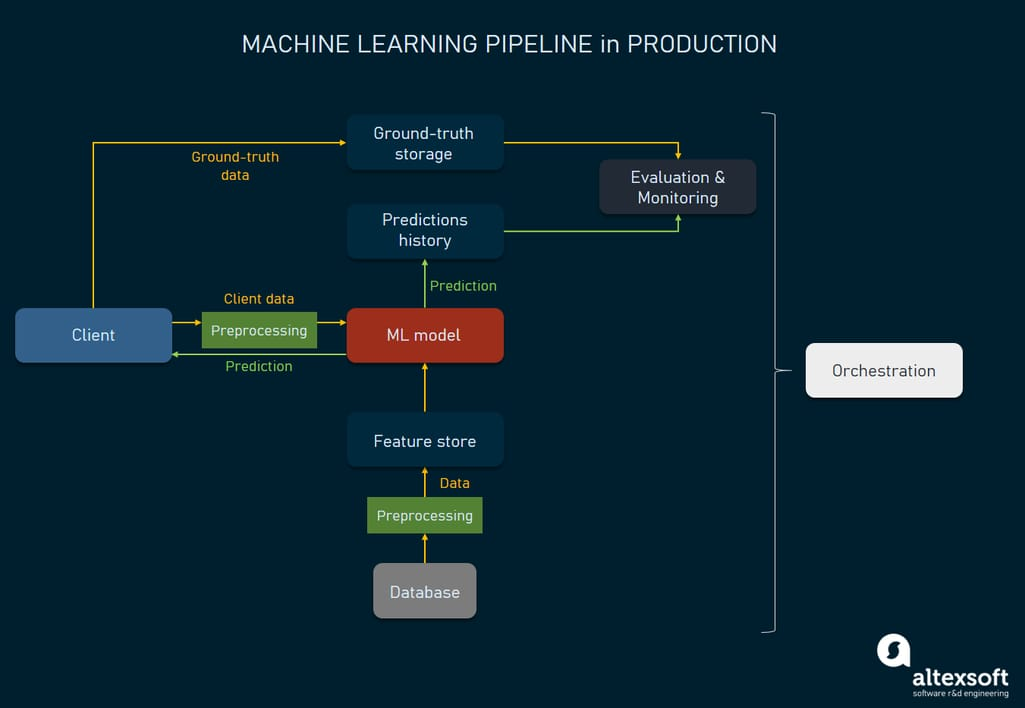 MACHINE LEARNING PIPELINE in PRODUCTION
Ground-truth
storage
Ground-truth
data
Evaluation &
Monitoring
Predictions
history
Prediction
Client data
Client
Preprocessing
ML model
Prediction
Orchestration
Feature store
Data
Preprocessing
Database
altexsoft
software r&d engineering